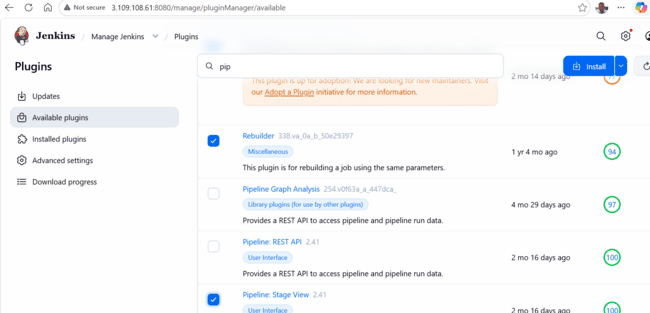 Not secure 3.109.108.61:8080/manage/pluginManager/available
Jenkins / Manage Jenkins / Plugins
Plugins
pip
Install
Updates
Available plugins
Installed plugins
Advanced settings
Download progress
This plugin is up for adoption! We are looking for new maintainers. Visit
our Adopt a Plugin initiative for more information.
2 mo 14 days ago
Rebuilder 338.va_0a_b_50e29397
Miscellaneous
This plugin is for rebuilding a job using the same parameters.
1 yr 4 mo ago
94
Pipeline Graph Analysis 254.v0f63a_a_447dca_
Library plugins (for use by other plugins)
Provides a REST API to access pipeline and pipeline run data.
4 mo 29 days ago
97
Pipeline: REST API 2.41
User Interface
Provides a REST API to access pipeline and pipeline run data.
2 mo 16 days ago
100
Pipeline: Stage View 2.41
User Interface
2 mo 16 days ago
100